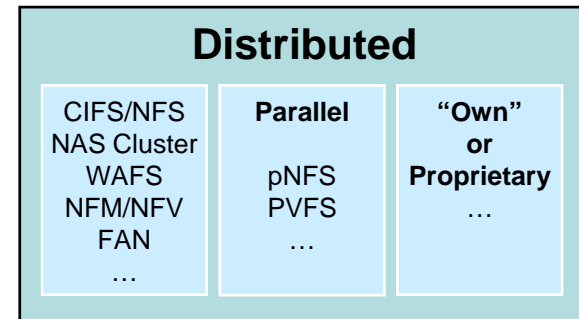 Distributed
CIFS/NFS
NAS Cluster
WAFS
NFM/NFV
FAN
…
Parallel
pNFS
PVFS
…
“Own”
or
Proprietary
…